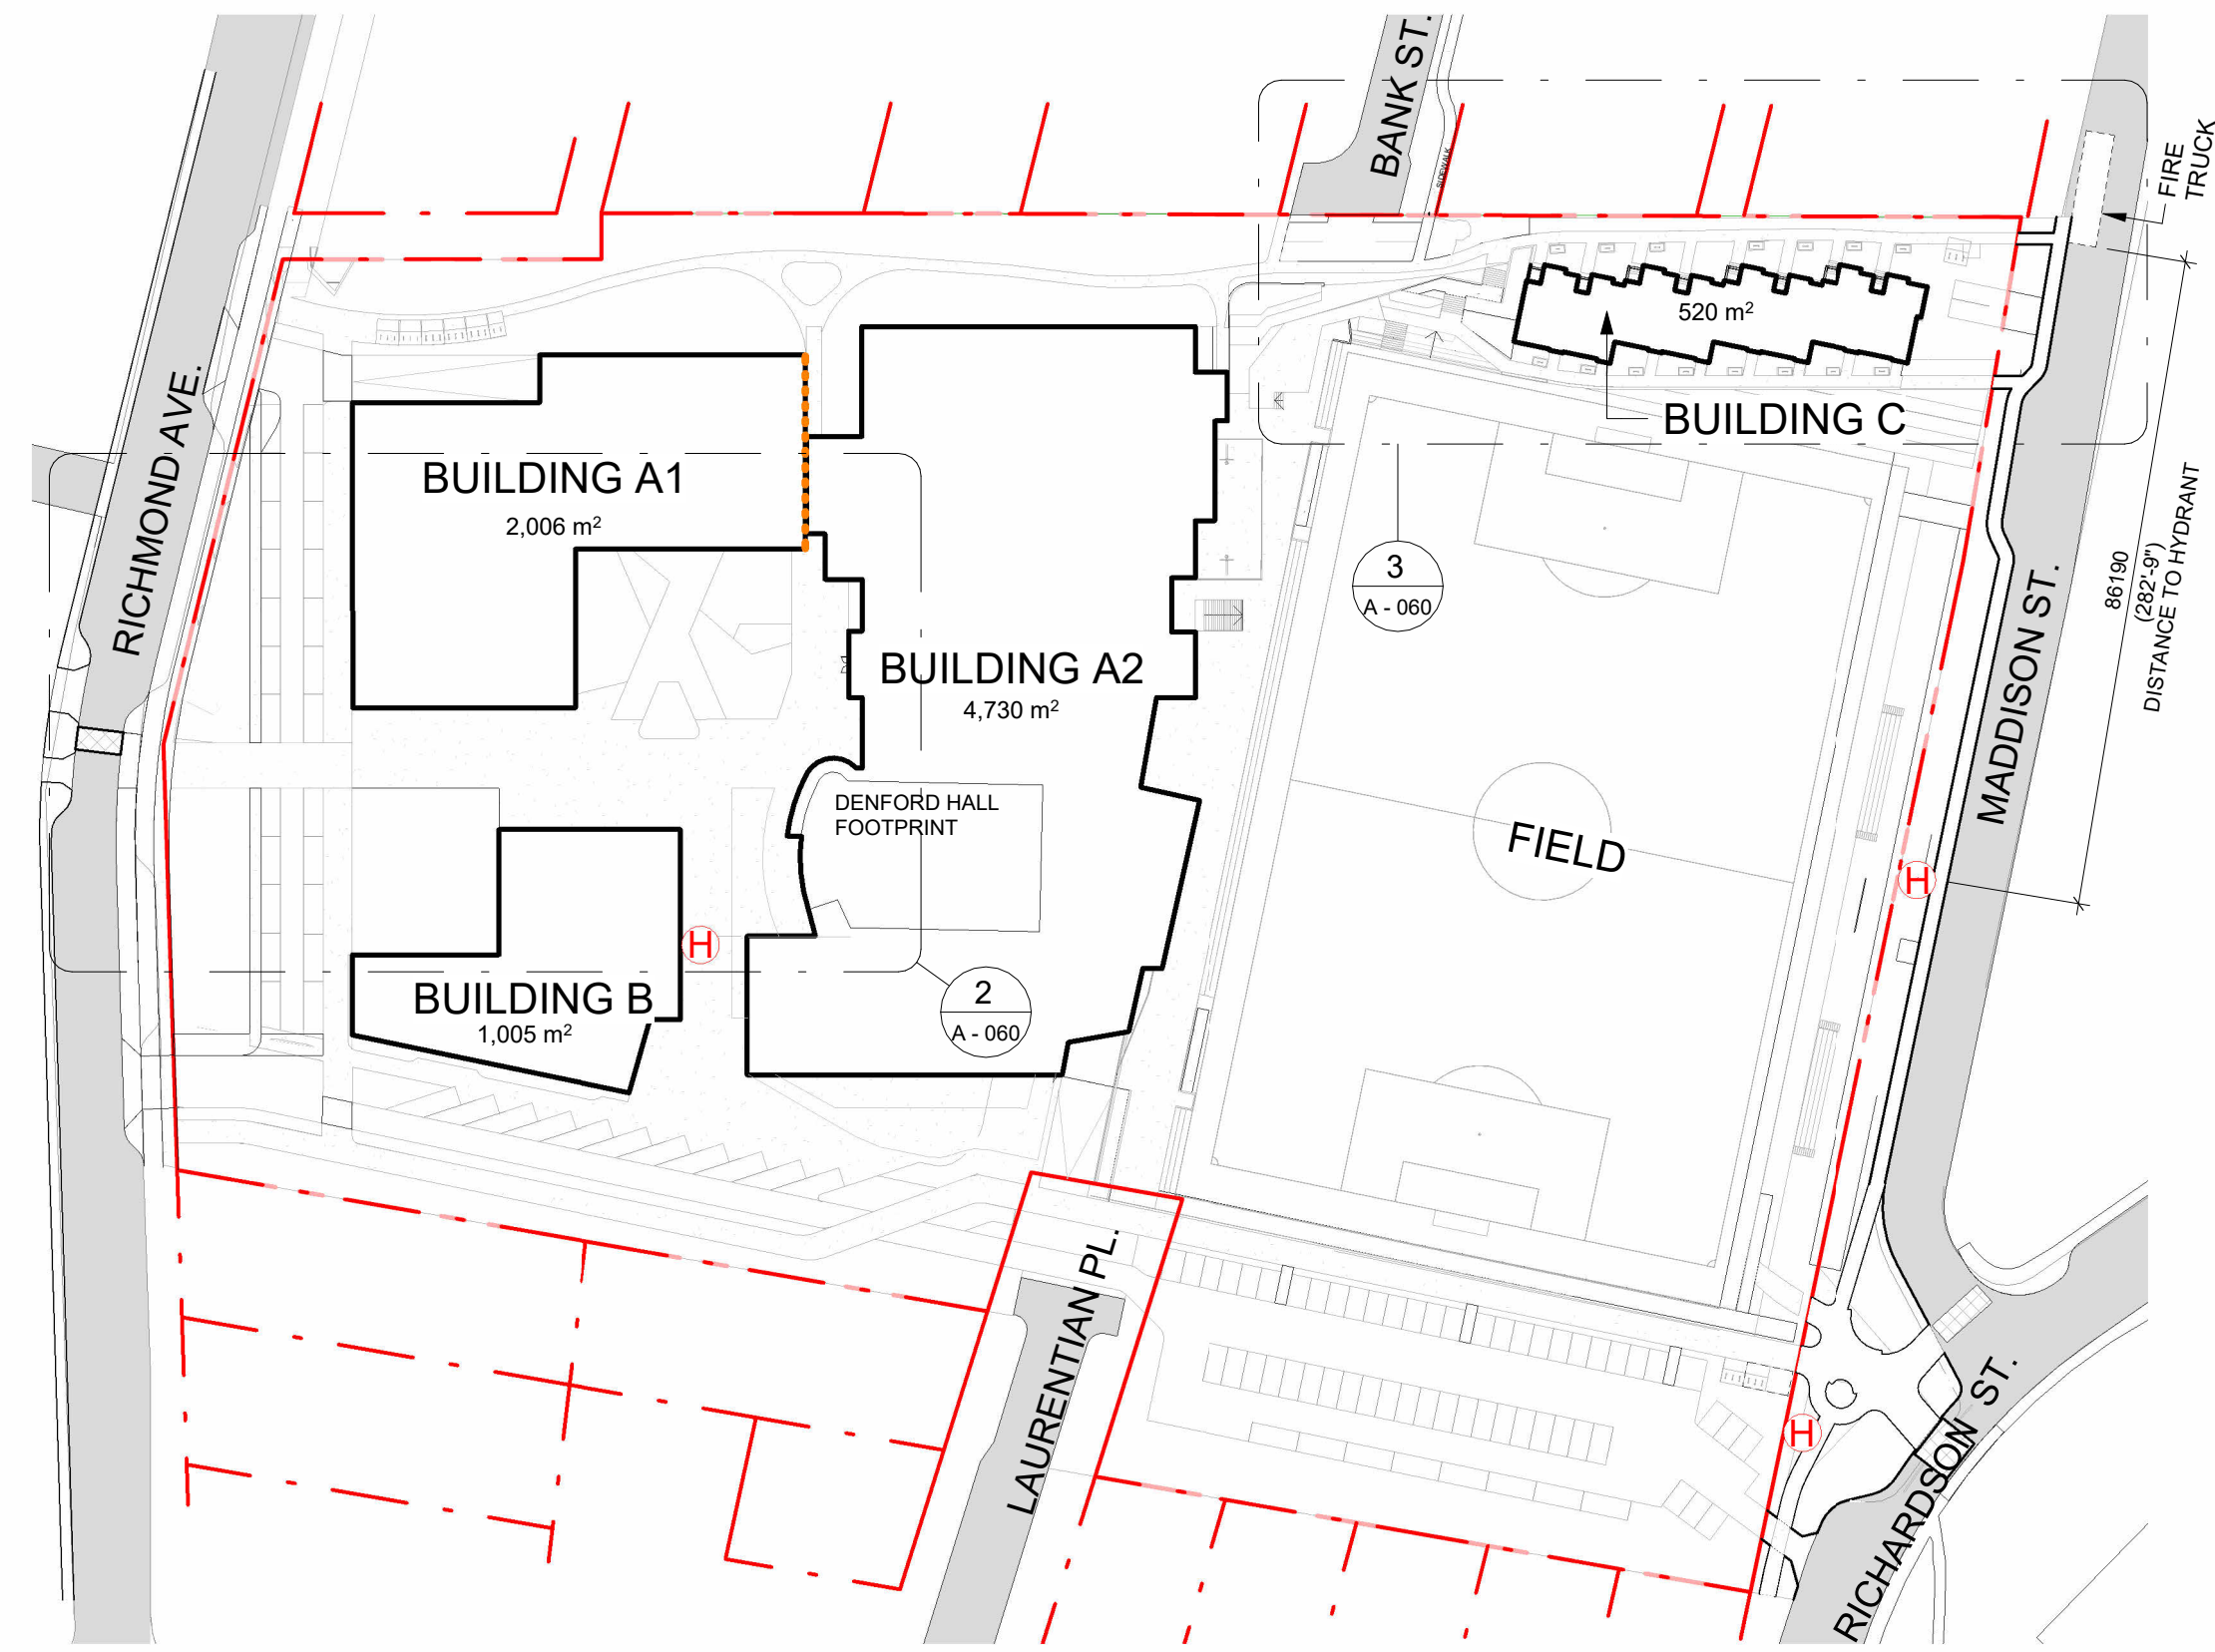 BANK ST.
SIDEWALK
FIRE
TRUCK
520 m²
BUILDING C
RICHMOND AVE.
BUILDING A1
2,006 m²
3
A - 060
86190
(282'-9")
DISTANCE TO HYDRANT
MADDISON ST.
BUILDING A2
4,730 m²
DENFORD HALL
FOOTPRINT
FIELD
H
H
BUILDING B
1,005 m²
2
A - 060
LAURENTIAN PL.
H
RICHARDSON ST.